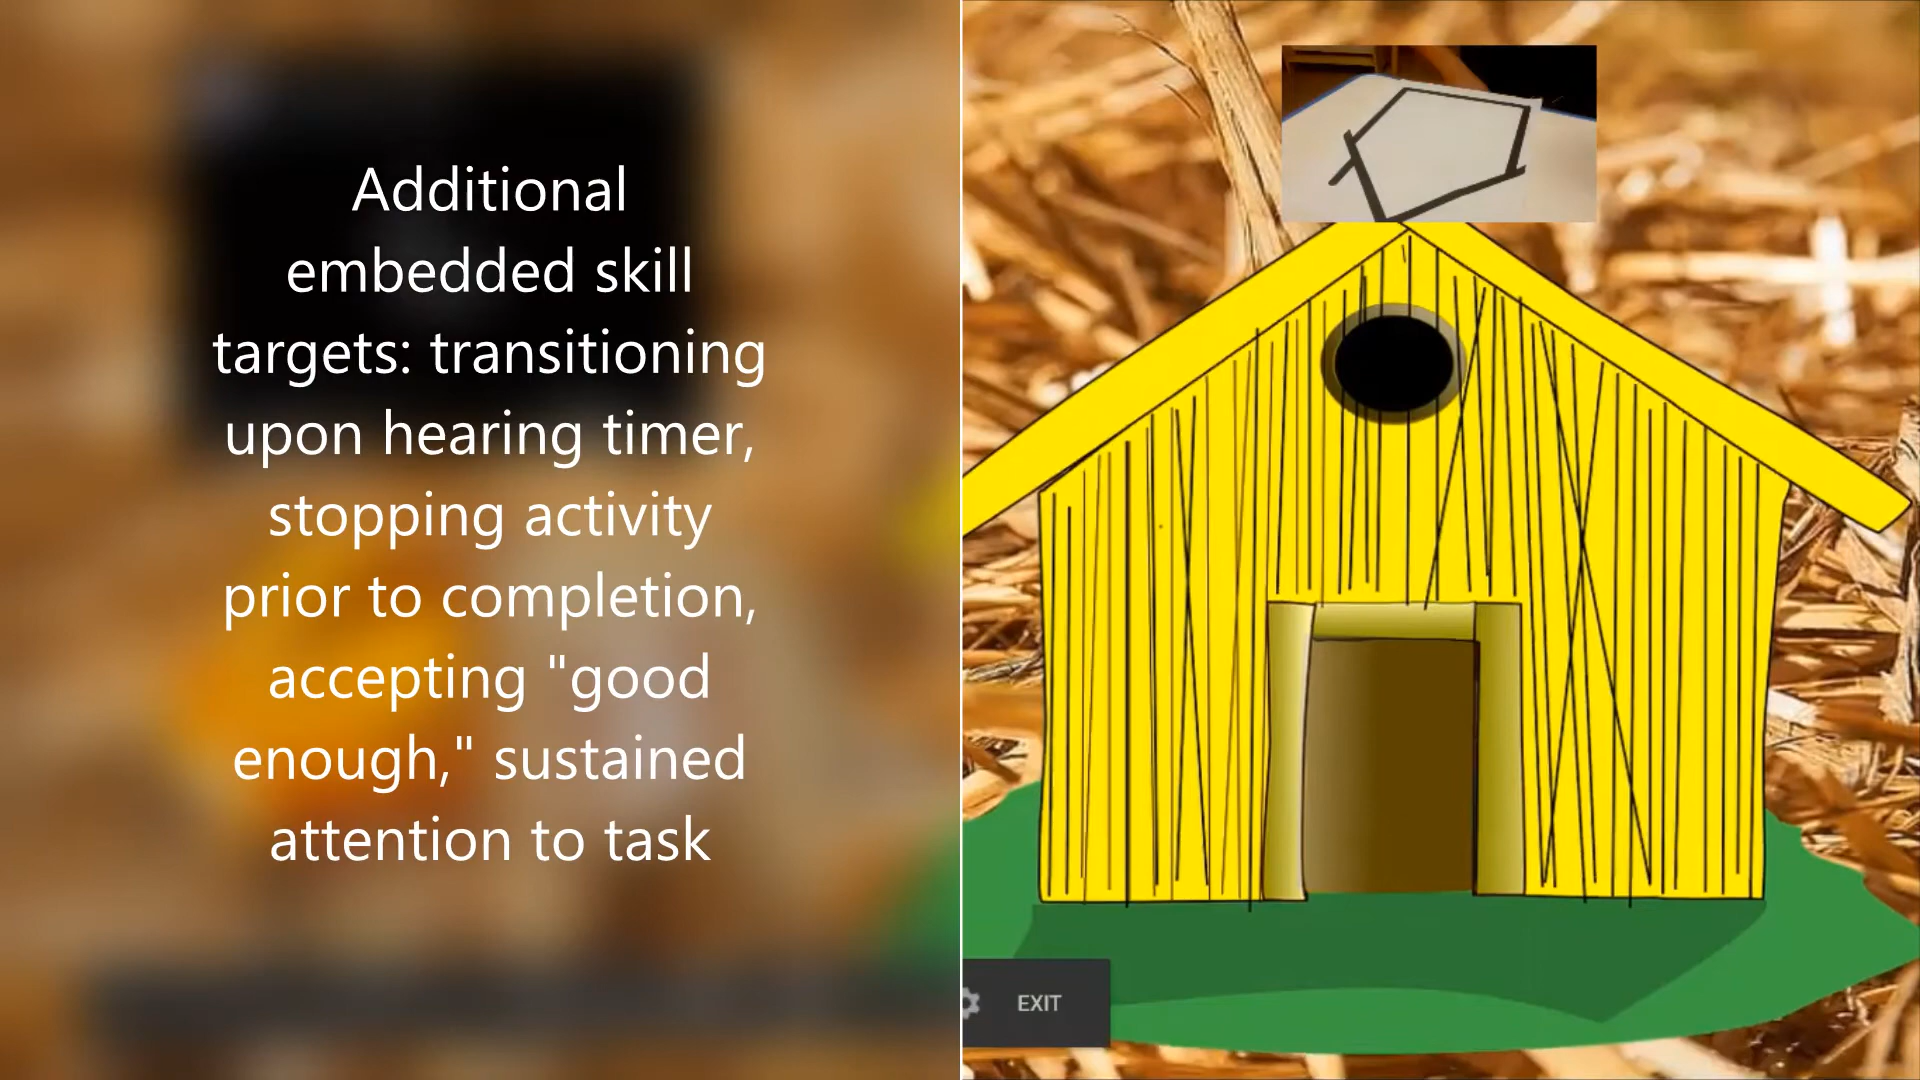 Additional
embedded skill
targets: transitioning
upon hearing timer,
stopping activity
prior to completion,
accepting "good
enough," sustained
attention to task
EXIT